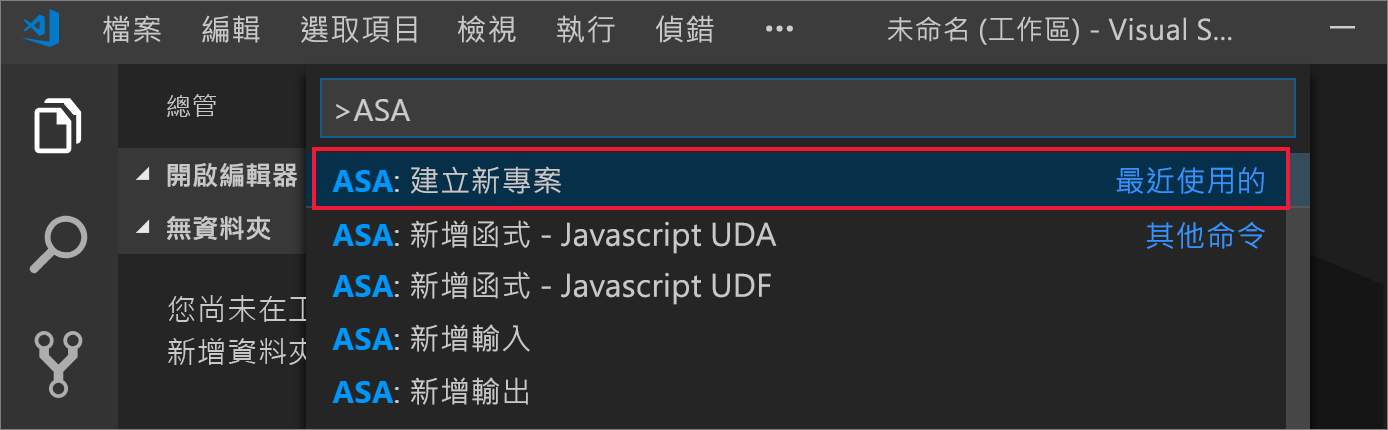 檔案 編輯 選取項目 檢視 執行 偵錯 ••• 未命名 (工作區) - Visual S...
總管
>ASA
開啟編輯器
無資料夾
您尚未在工
新增資料夾
ASA: 建立新專案 最近使用的
ASA: 新增函式 - Javascript UDA 其他命令
ASA: 新增函式 - Javascript UDF
ASA: 新增輸入
ASA: 新增輸出